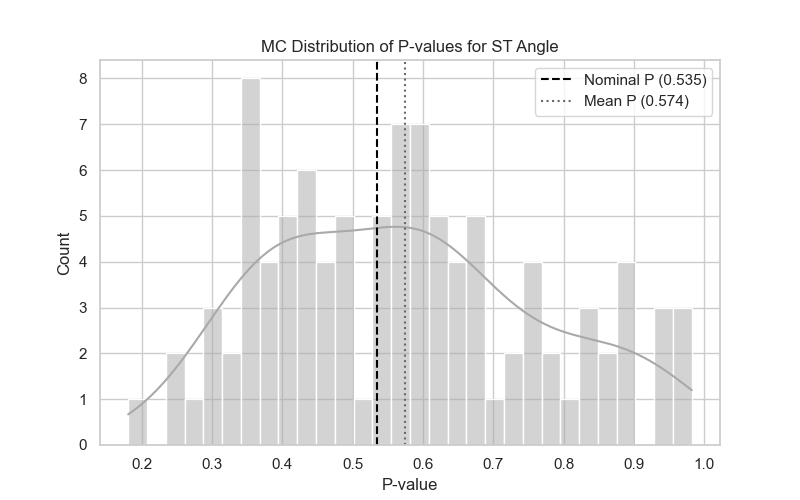 MC Distribution of P-values for ST Angle
Nominal P (0.535)
Mean P (0.574)
8
7
6
5
4
3
2
1
0
Count
0.2 0.3 0.4 0.5 0.6 0.7 0.8 0.9 1.0
P-value